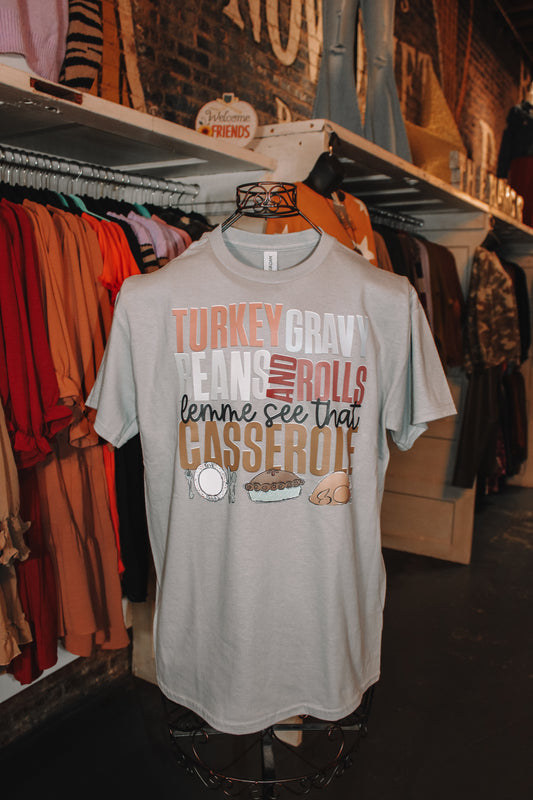 Welcome
FRIENDS
TURKEY GRAVY
BEANS AND ROLLS
lemme see that
CASSEROLE